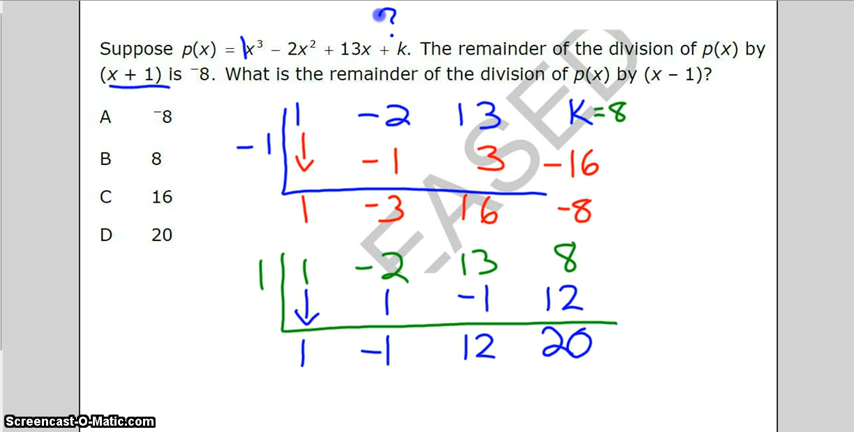 ?
Suppose p(x) = 1x³ − 2x² + 13x + k. The remainder of the division of p(x) by
(x + 1) is ⁻8. What is the remainder of the division of p(x) by (x − 1)?
A ⁻8
B 8
C 16
D 20
1 -2 13 K=8
-1 ↓ -1 3 -16
1 -3 16 -8
1 1 -2 13 8
↓ 1 -1 12
1 -1 12 20
EASED
Screencast-O-Matic.com